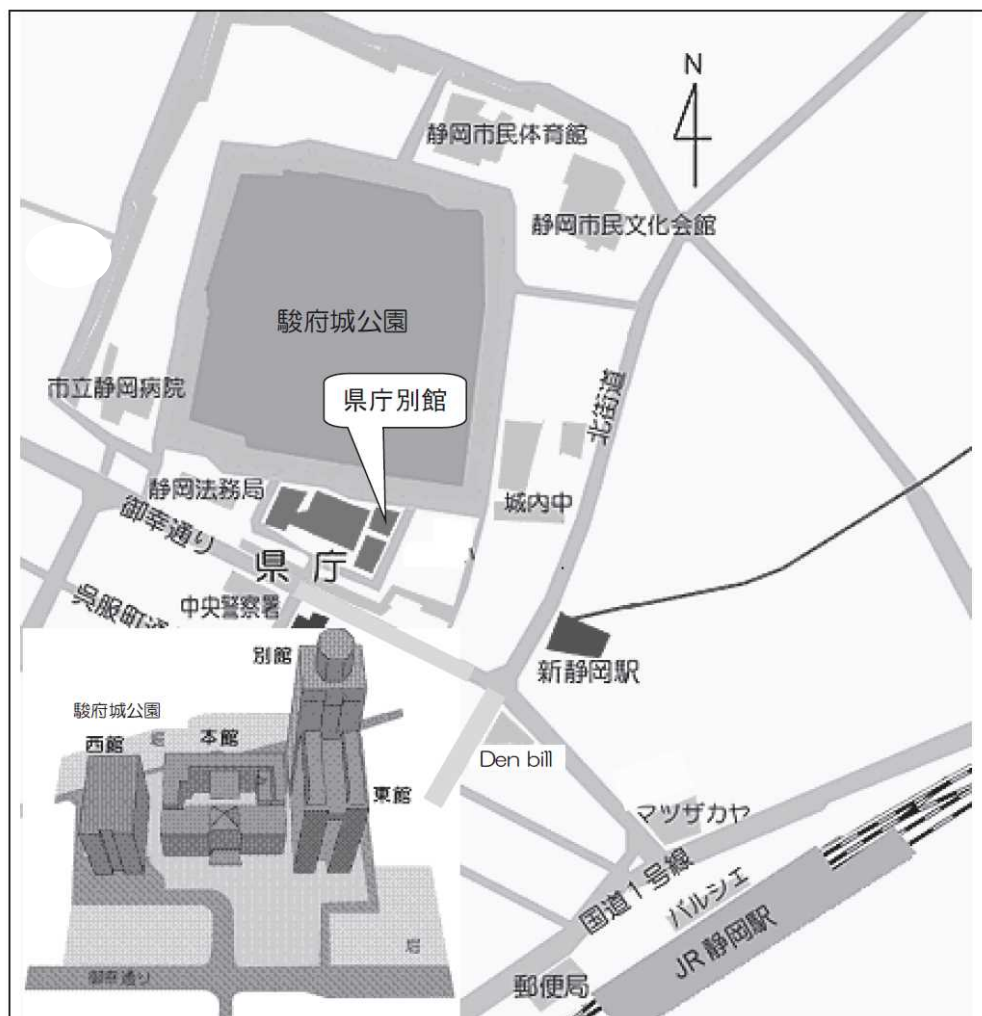 N
静岡市民体育館
静岡市民文化会館
駿府城公園
市立静岡病院
県庁別館
北街道
静岡法務局
城内中
御幸通り
県 庁
中央警察署
呉服町通
新静岡駅
別館
駿府城公園
西館
堀
本館
東館
Den bill
マツザカヤ
国道1号線
パルシェ
JR 静岡駅
堀
御幸通り
郵便局